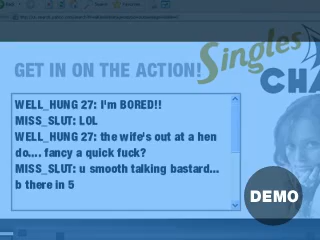 Singles
GET IN ON THE ACTION!
CHA
WELL_HUNG 27: I'm BORED!!
MISS_SLUT: LOL
WELL_HUNG 27: the wife's out at a hen
do.... fancy a quick fuck?
MISS_SLUT: u smooth talking bastard...
b there in 5
DEMO